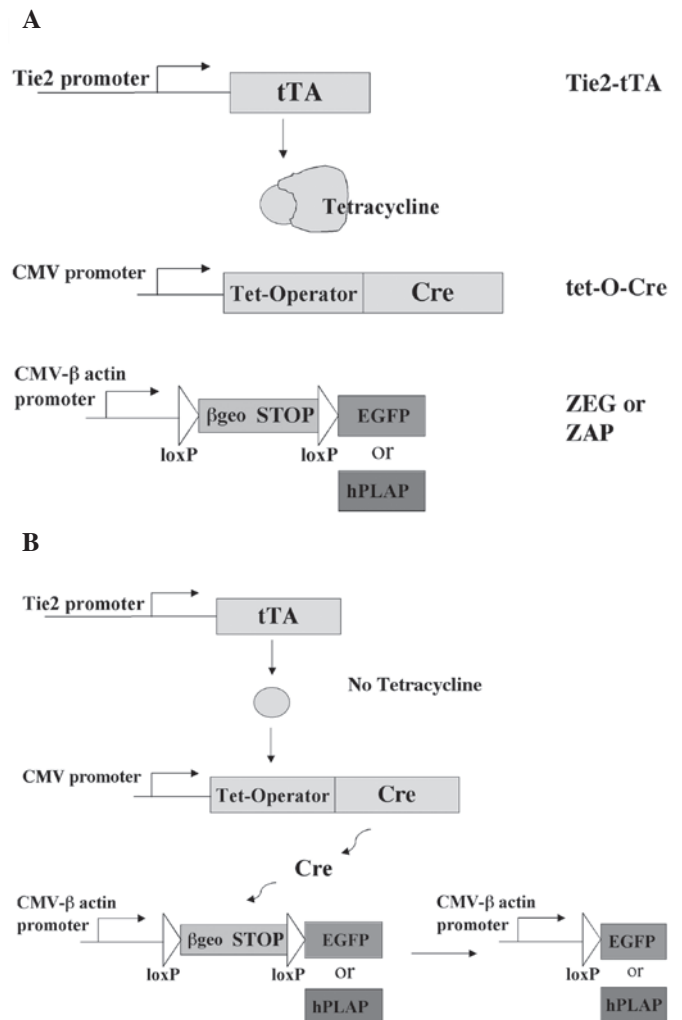 A
Tie2 promoter
tTA
Tie2-tTA
Tetracycline
CMV promoter
Tet-Operator
Cre
tet-O-Cre
CMV-β actin
promoter
βgeo STOP
EGFP
ZEG or
ZAP
loxP
loxP
or
hPLAP
B
Tie2 promoter
tTA
No Tetracycline
CMV promoter
Tet-Operator
Cre
Cre
CMV-β actin
promoter
βgeo STOP
EGFP
loxP
loxP
or
hPLAP
CMV-β actin
promoter
EGFP
loxP
or
hPLAP